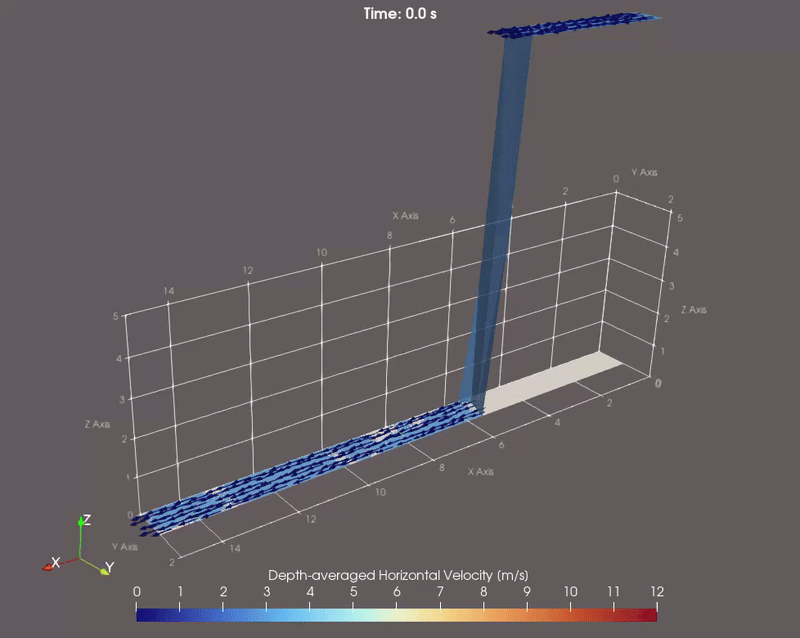 Time: 0.0 s
0 Y Axis
2
X Axis
14 12 10 8 6 2
5 4 3 2 1 0
Z Axis
5 4 3 2 1 0
Z Axis
Y Axis
2
14 12 10 8 6 4 2
X Axis
Z
X
Y
Depth-averaged Horizontal Velocity (m/s)
0 1 2 3 4 5 6 7 8 9 10 11 12